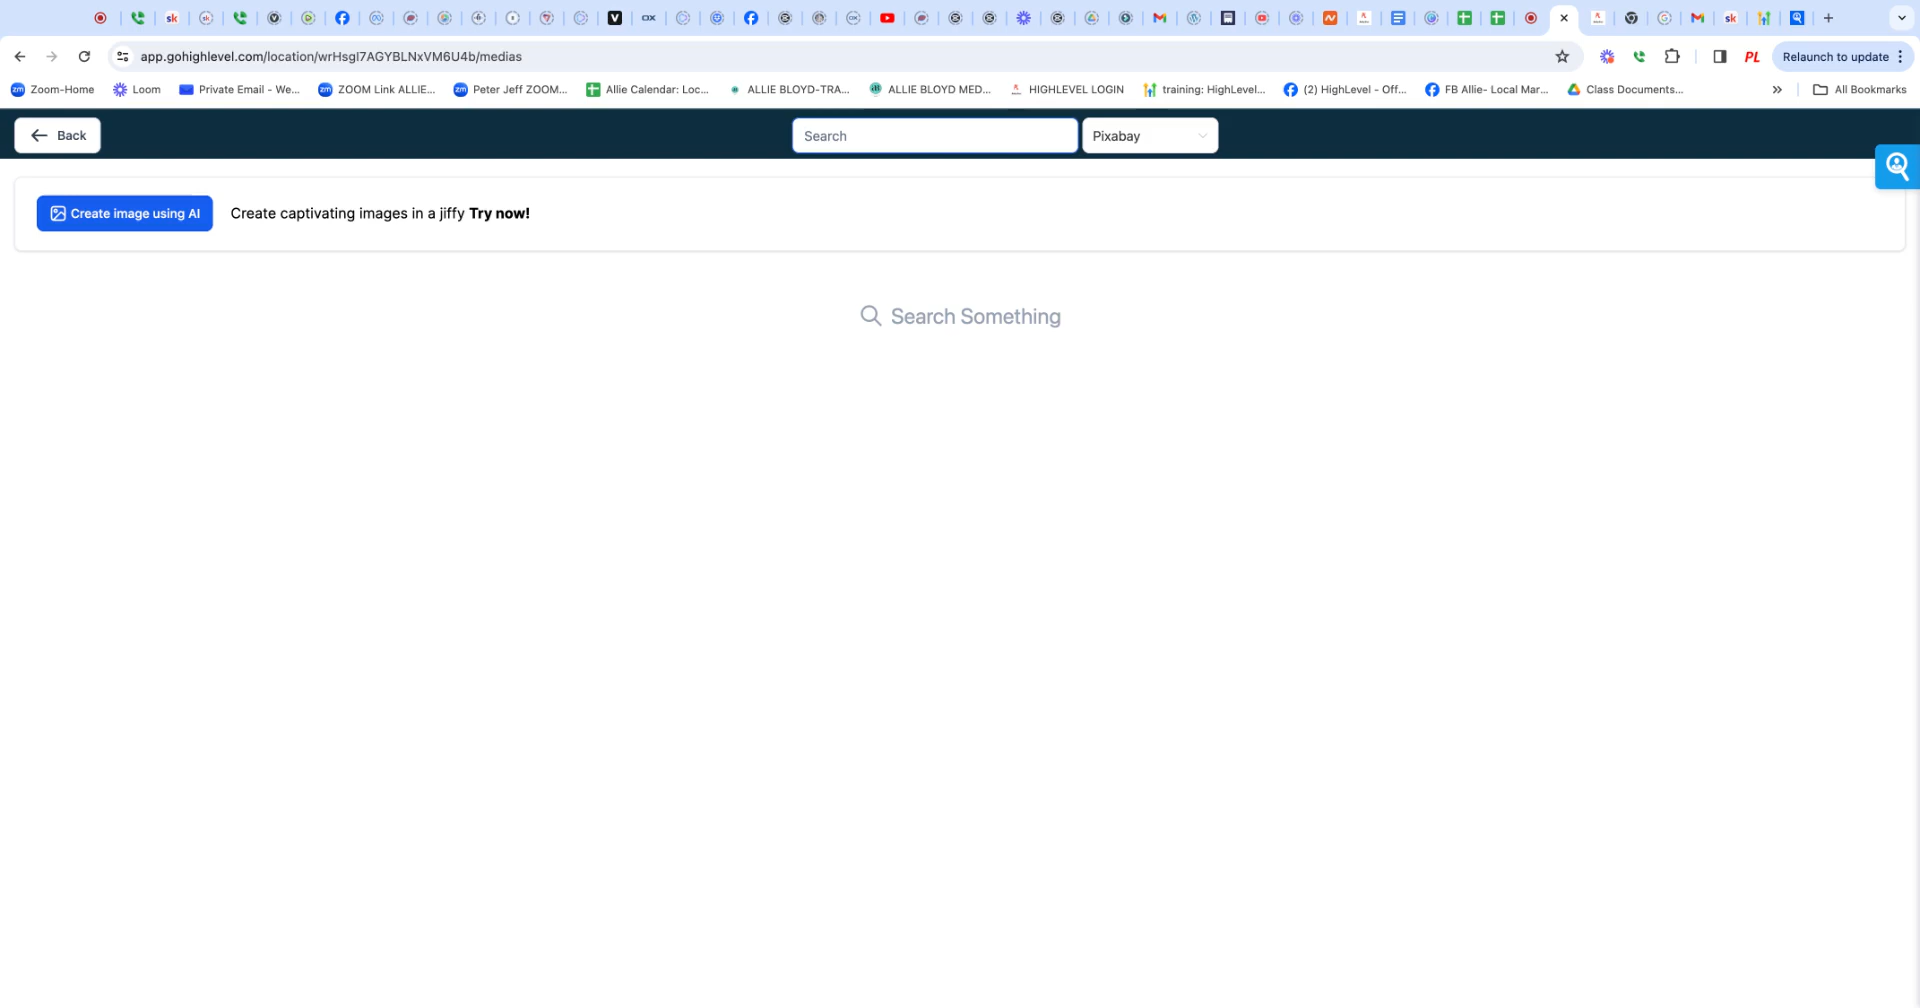 app.gohighlevel.com/location/wrHsgI7AGYBLNxVM6U4b/medias
PL
Relaunch to update
Zoom-Home
Loom
Private Email - We...
ZOOM Link ALLIE...
Peter Jeff ZOOM...
Allie Calendar: Loc...
ALLIE BLOYD-TRA...
ALLIE BLOYD MED...
HIGHLEVEL LOGIN
training: HighLevel...
(2) HighLevel - Off...
FB Allie- Local Mar...
Class Documents...
All Bookmarks
Back
Search
Pixabay
Create image using AI
Create captivating images in a jiffy Try now!
Search Something